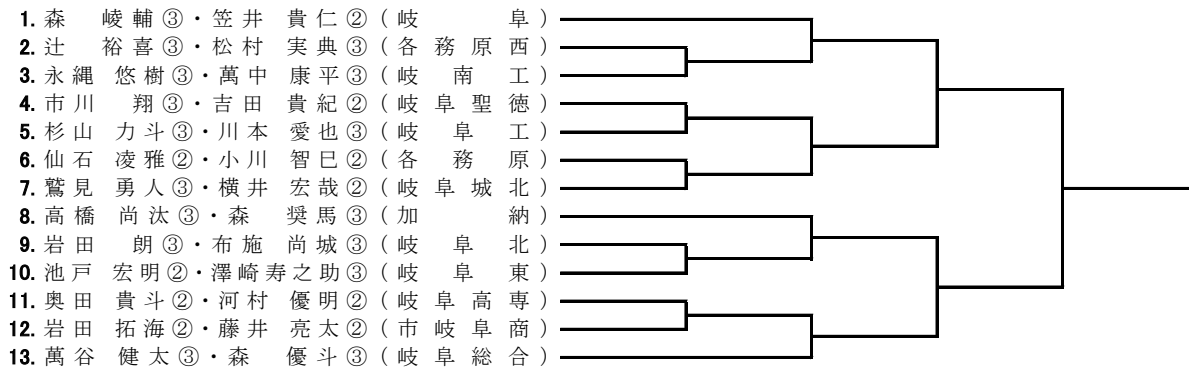 1. 森 崚輔③・笠井 貴仁②(岐阜)
2. 辻 裕喜③・松村 実典③(各務原西)
3. 永縄 悠樹③・萬中 康平③(岐南工)
4. 市川 翔③・吉田 貴紀②(岐阜聖徳)
5. 杉山 力斗③・川本 愛也③(岐阜工)
6. 仙石 凌雅②・小川 智巳②(各務原)
7. 鷲見 勇人③・横井 宏哉②(岐阜城北)
8. 高橋 尚汰③・森 奨馬③(加納)
9. 岩田 朗③・布施 尚城③(岐阜北)
10. 池戸 宏明②・澤崎寿之助③(岐阜東)
11. 奥田 貴斗②・河村 優明②(岐阜高専)
12. 岩田 拓海②・藤井 亮太②(市岐阜商)
13. 萬谷 健太③・森 優斗③(岐阜総合)